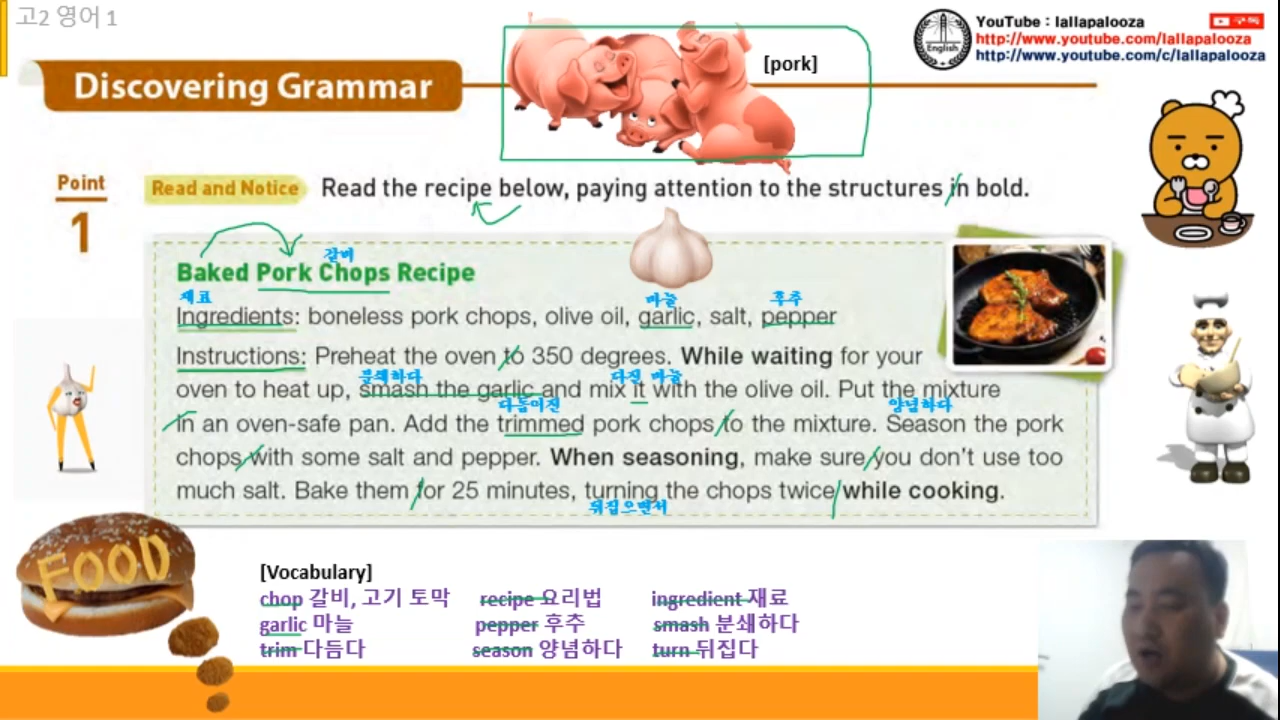 고2 영어 1
YouTube : lallapalooza
구독
http://www.youtube.com/lallapalooza
http://www.youtube.com/c/lallapalooza
English
Discovering Grammar
[pork]
Point
1
Read and Notice
Read the recipe below, paying attention to the structures in bold.
갈비
Baked Pork Chops Recipe
재료 마늘 후추
Ingredients: boneless pork chops, olive oil, garlic, salt, pepper
Instructions: Preheat the oven to 350 degrees. While waiting for your
분쇄하다 다진 마늘
oven to heat up, smash the garlic and mix it with the olive oil. Put the mixture
다듬어진 양념하다
in an oven-safe pan. Add the trimmed pork chops to the mixture. Season the pork
chops with some salt and pepper. When seasoning, make sure you don't use too
much salt. Bake them for 25 minutes, turning the chops twice while cooking.
뒤집으면서
FOOD
[Vocabulary]
chop 갈비, 고기 토막 recipe 요리법 ingredient 재료
garlic 마늘 pepper 후추 smash 분쇄하다
trim 다듬다 season 양념하다 turn 뒤집다